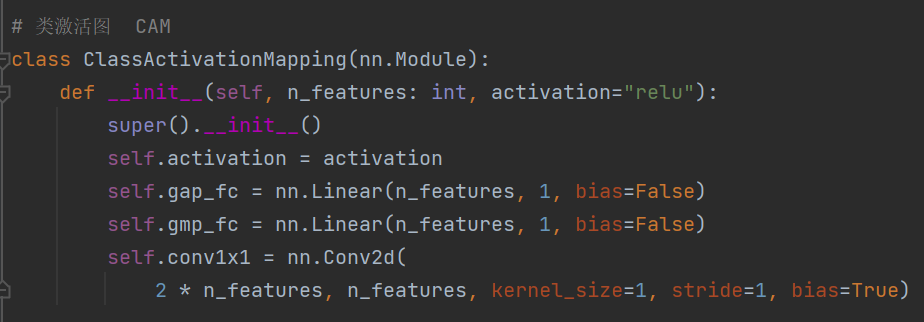 # 类激活图  CAM
class ClassActivationMapping(nn.Module):
    def __init__(self, n_features: int, activation="relu"):
        super().__init__()
        self.activation = activation
        self.gap_fc = nn.Linear(n_features, 1, bias=False)
        self.gmp_fc = nn.Linear(n_features, 1, bias=False)
        self.conv1x1 = nn.Conv2d(
            2 * n_features, n_features, kernel_size=1, stride=1, bias=True)